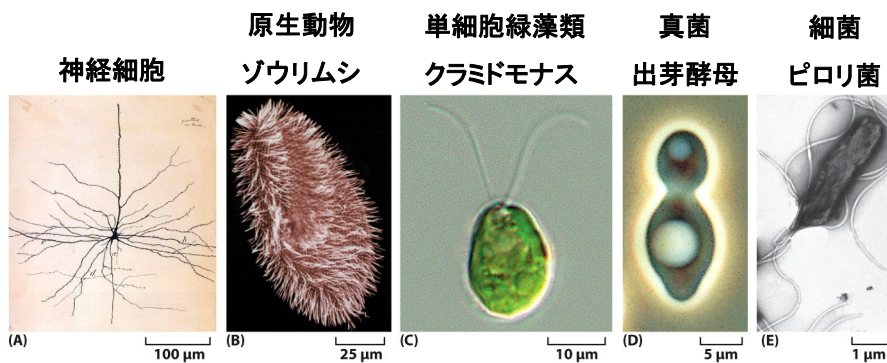 神経細胞
原生動物
ゾウリムシ
単細胞緑藻類
クラミドモナス
真菌
出芽酵母
細菌
ピロリ菌
(A)
100 μm
(B)
25 μm
(C)
10 μm
(D)
5 μm
(E)
1 μm